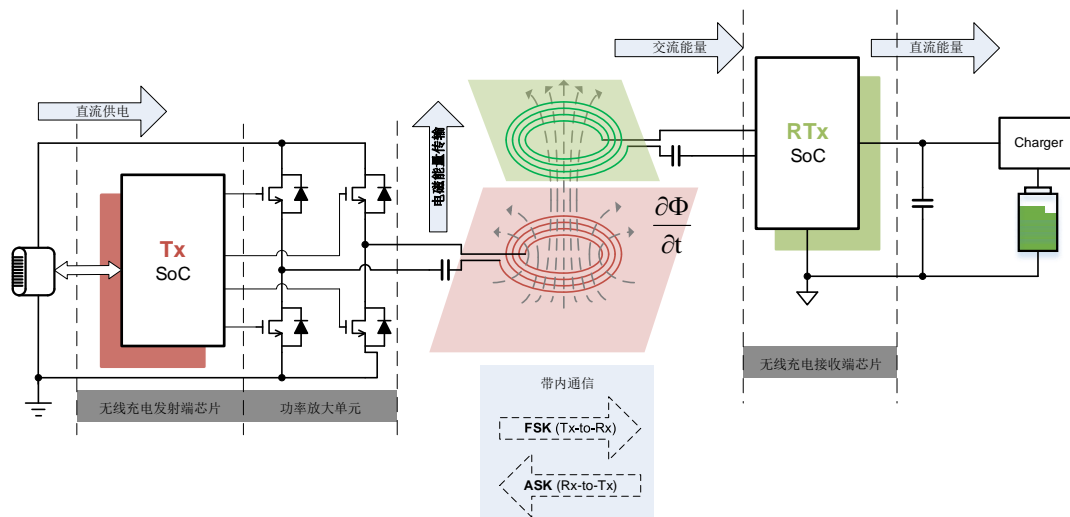 交流能量
直流能量
直流供电
电磁能量传输
RTx
SoC
Charger
Tx
SoC
∂Φ
∂t
无线充电发射端芯片
功率放大单元
无线充电接收端芯片
带内通信
FSK (Tx-to-Rx)
ASK (Rx-to-Tx)